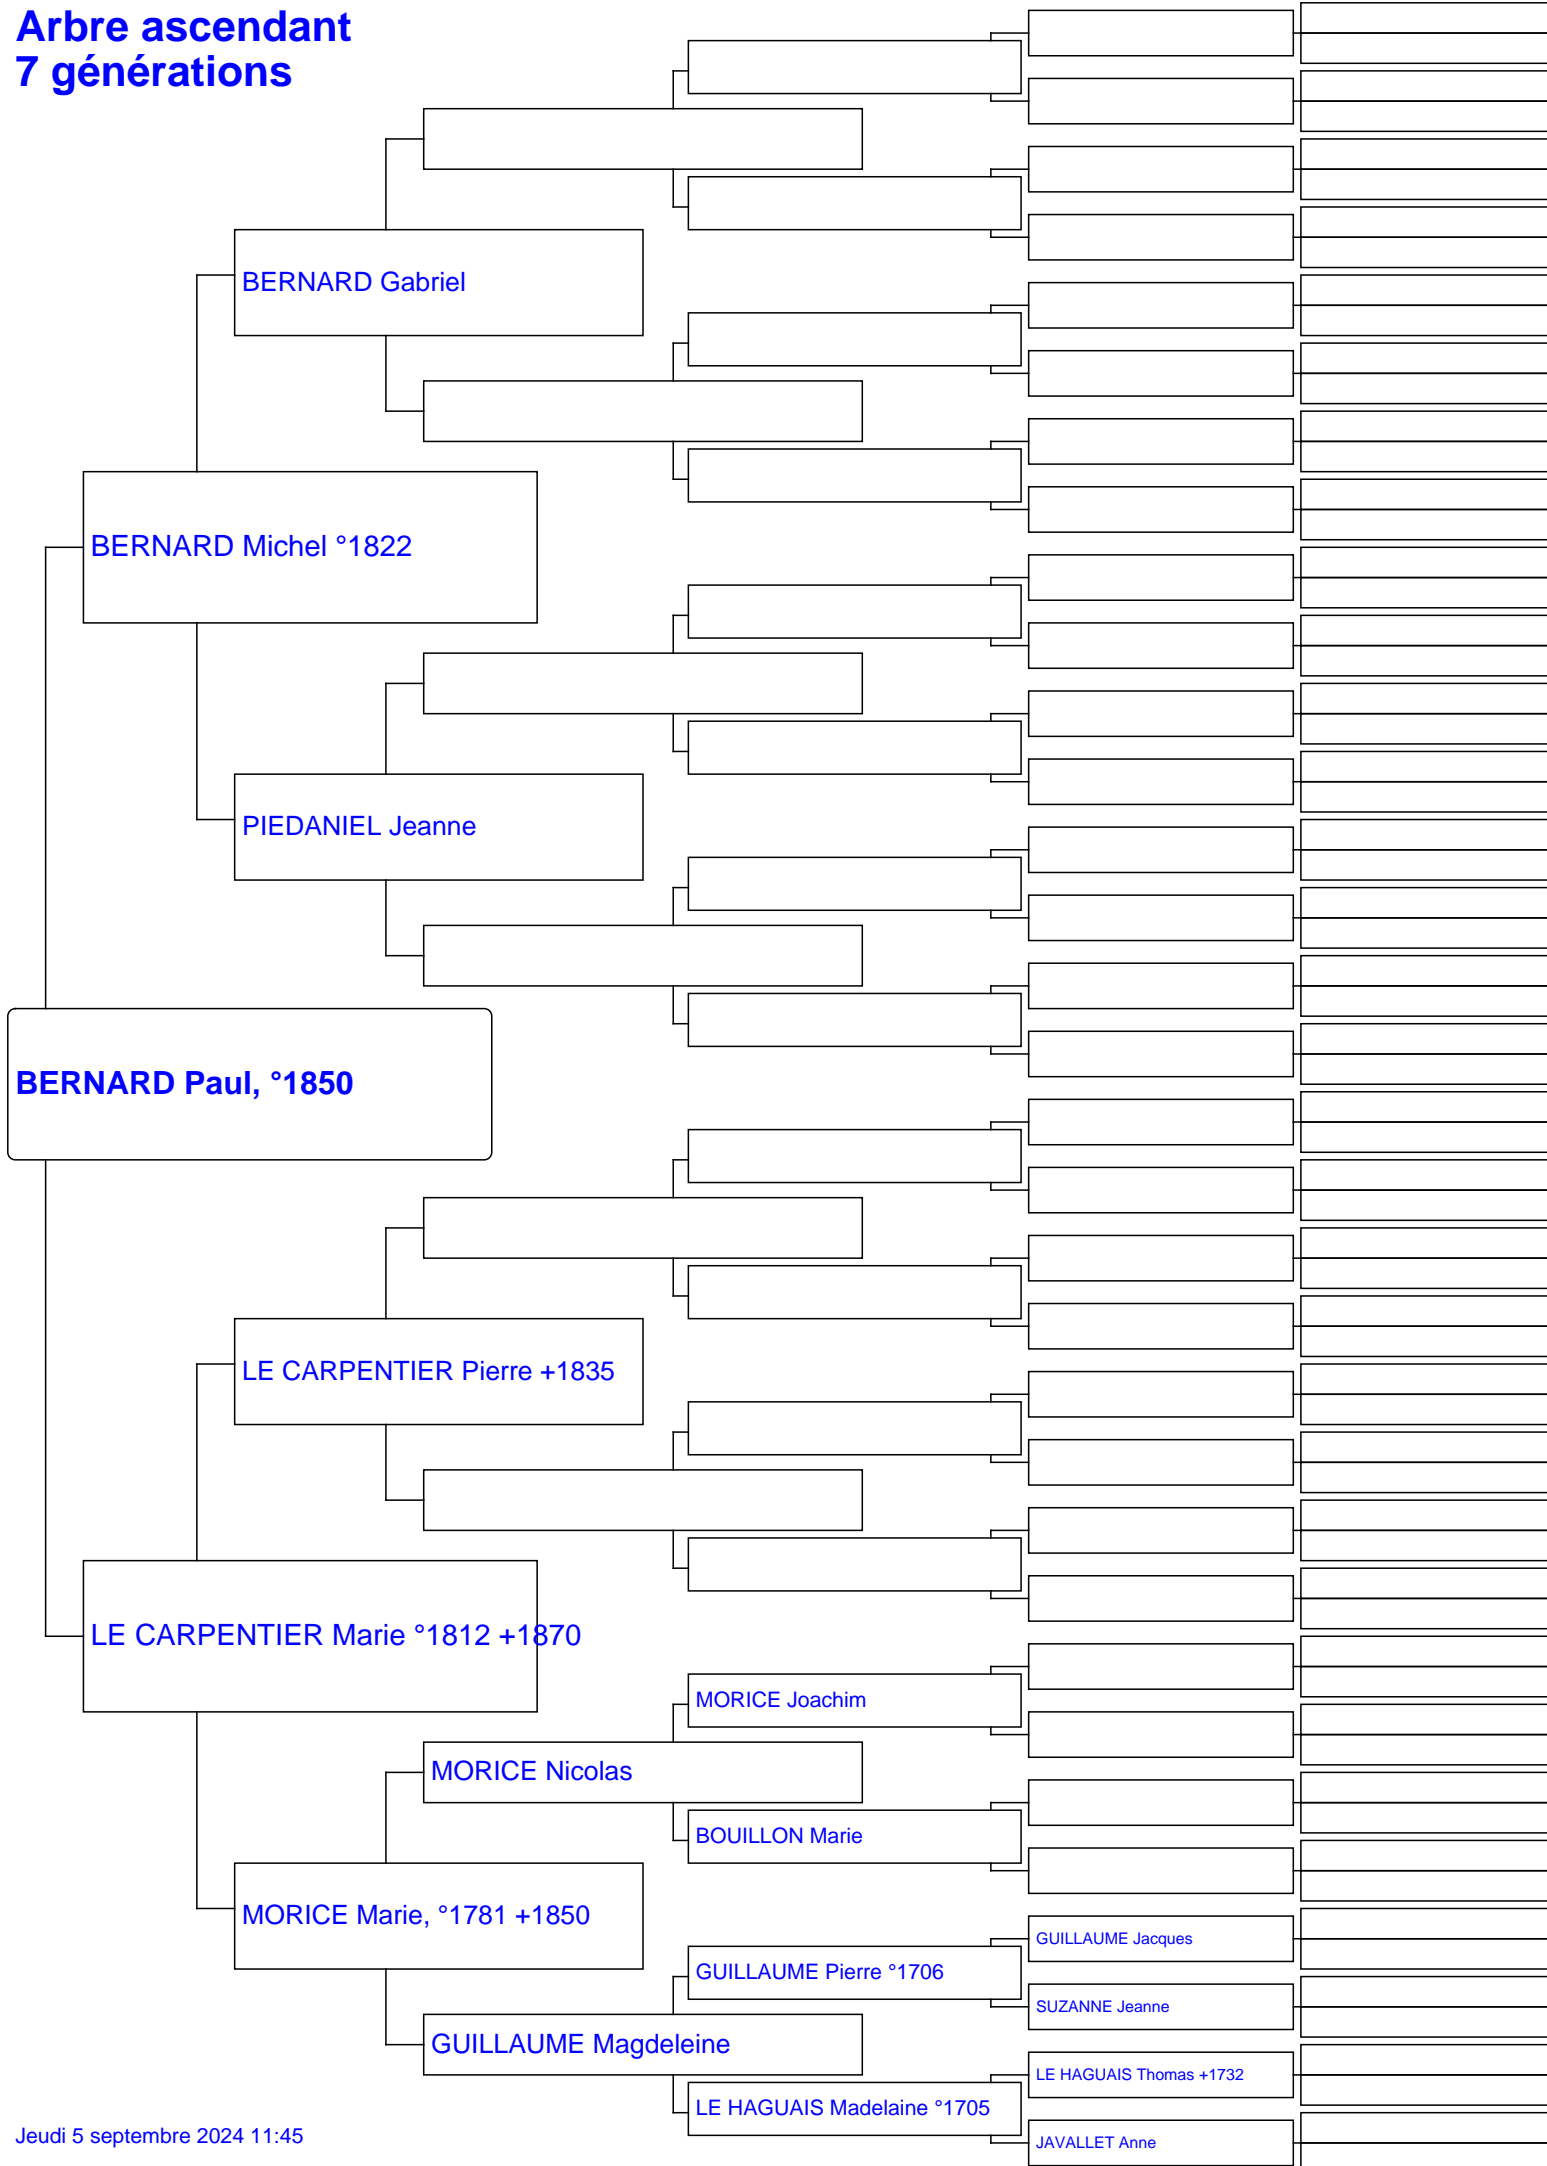 Arbre ascendant
7 générations
BERNARD Gabriel
BERNARD Michel °1822
PIEDANIEL Jeanne
BERNARD Paul, °1850
LE CARPENTIER Pierre +1835
LE CARPENTIER Marie °1812 +1870
MORICE Joachim
MORICE Nicolas
BOUILLON Marie
MORICE Marie, °1781 +1850
GUILLAUME Jacques
GUILLAUME Pierre °1706
SUZANNE Jeanne
GUILLAUME Magdeleine
LE HAGUAIS Thomas +1732
LE HAGUAIS Madelaine °1705
JAVALLET Anne
Jeudi 5 septembre 2024 11:45